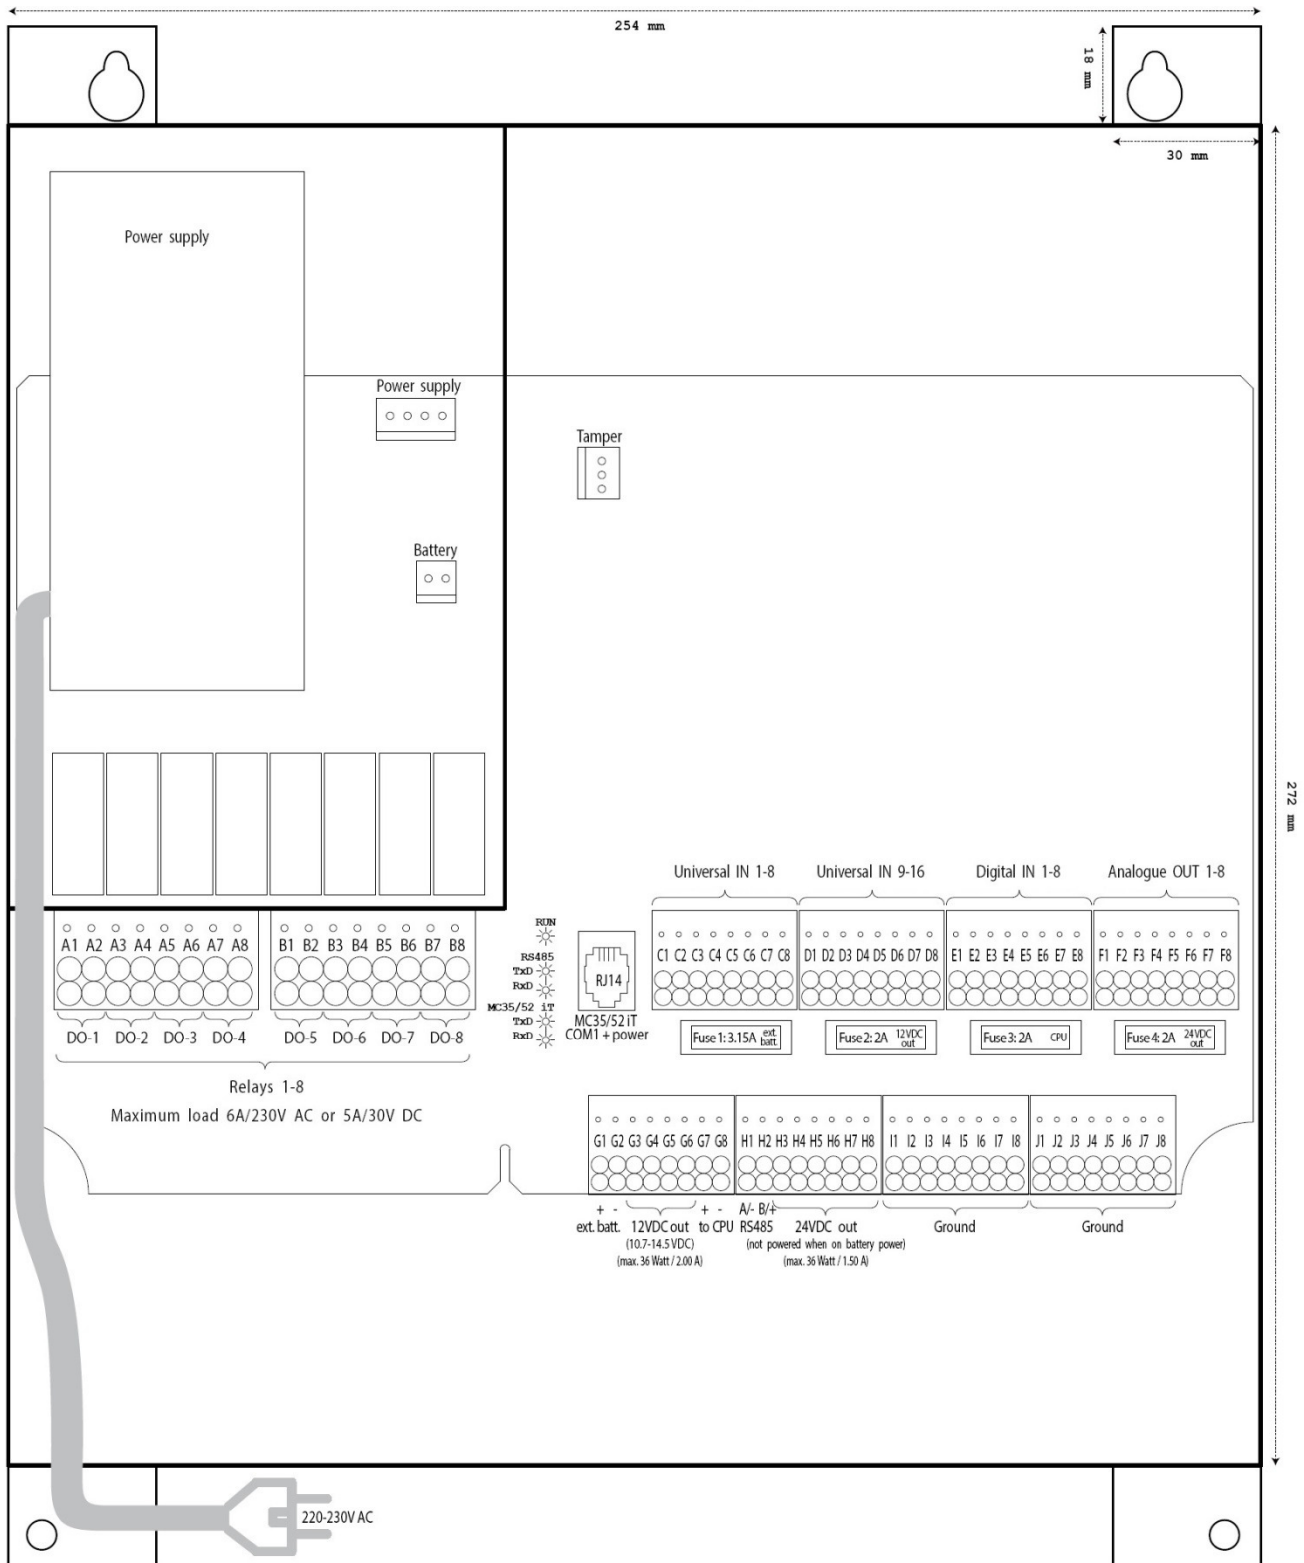 254 mm
18 mm
30 mm
Power supply
Power supply
Tamper
Battery
272 mm
Universal IN 1-8 Universal IN 9-16 Digital IN 1-8 Analogue OUT 1-8
A1 A2 A3 A4 A5 A6 A7 A8 B1 B2 B3 B4 B5 B6 B7 B8
RUN
RS485
TxD
RxD
MC35/52 iT
TxD
RxD
RJ14
MC35/52 iT
COM1 + power
C1 C2 C3 C4 C5 C6 C7 C8 D1 D2 D3 D4 D5 D6 D7 D8 E1 E2 E3 E4 E5 E6 E7 E8 F1 F2 F3 F4 F5 F6 F7 F8
Fuse 1: 3.15A ext. batt.
Fuse 2: 2A 12VDC out
Fuse 3: 2A CPU
Fuse 4: 2A 24VDC out
DO-1 DO-2 DO-3 DO-4 DO-5 DO-6 DO-7 DO-8
Relays 1-8
Maximum load 6A/230V AC or 5A/30V DC
G1 G2 G3 G4 G5 G6 G7 G8 H1 H2 H3 H4 H5 H6 H7 H8 I1 I2 I3 I4 I5 I6 I7 I8 J1 J2 J3 J4 J5 J6 J7 J8
+ - + - A/- B/+
ext. batt. 12VDC out to CPU RS485 24VDC out Ground Ground
(10.7-14.5 VDC) (not powered when on battery power)
(max. 36 Watt / 2.00 A) (max. 36 Watt / 1.50 A)
220-230V AC